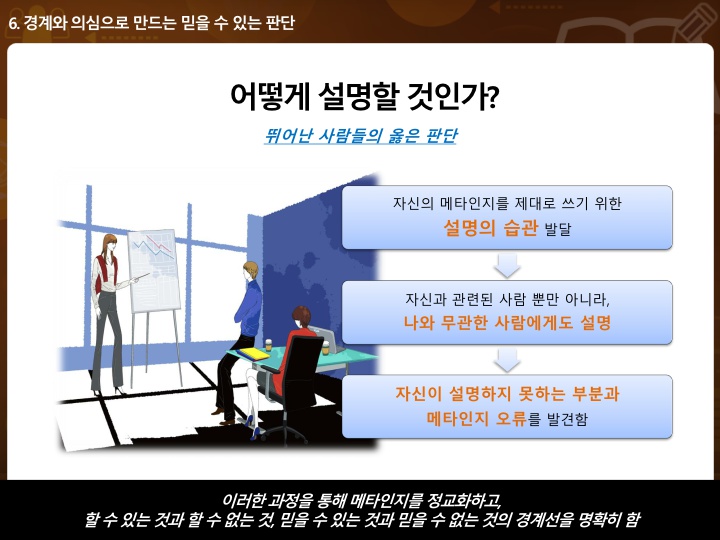 6. 경계와 의심으로 만드는 믿을 수 있는 판단
어떻게 설명할 것인가?
뛰어난 사람들의 옳은 판단
자신의 메타인지를 제대로 쓰기 위한
설명의 습관 발달
자신과 관련된 사람 뿐만 아니라,
나와 무관한 사람에게도 설명
자신이 설명하지 못하는 부분과
메타인지 오류를 발견함
이러한 과정을 통해 메타인지를 정교화하고,
할 수 있는 것과 할 수 없는 것, 믿을 수 있는 것과 믿을 수 없는 것의 경계선을 명확히 함